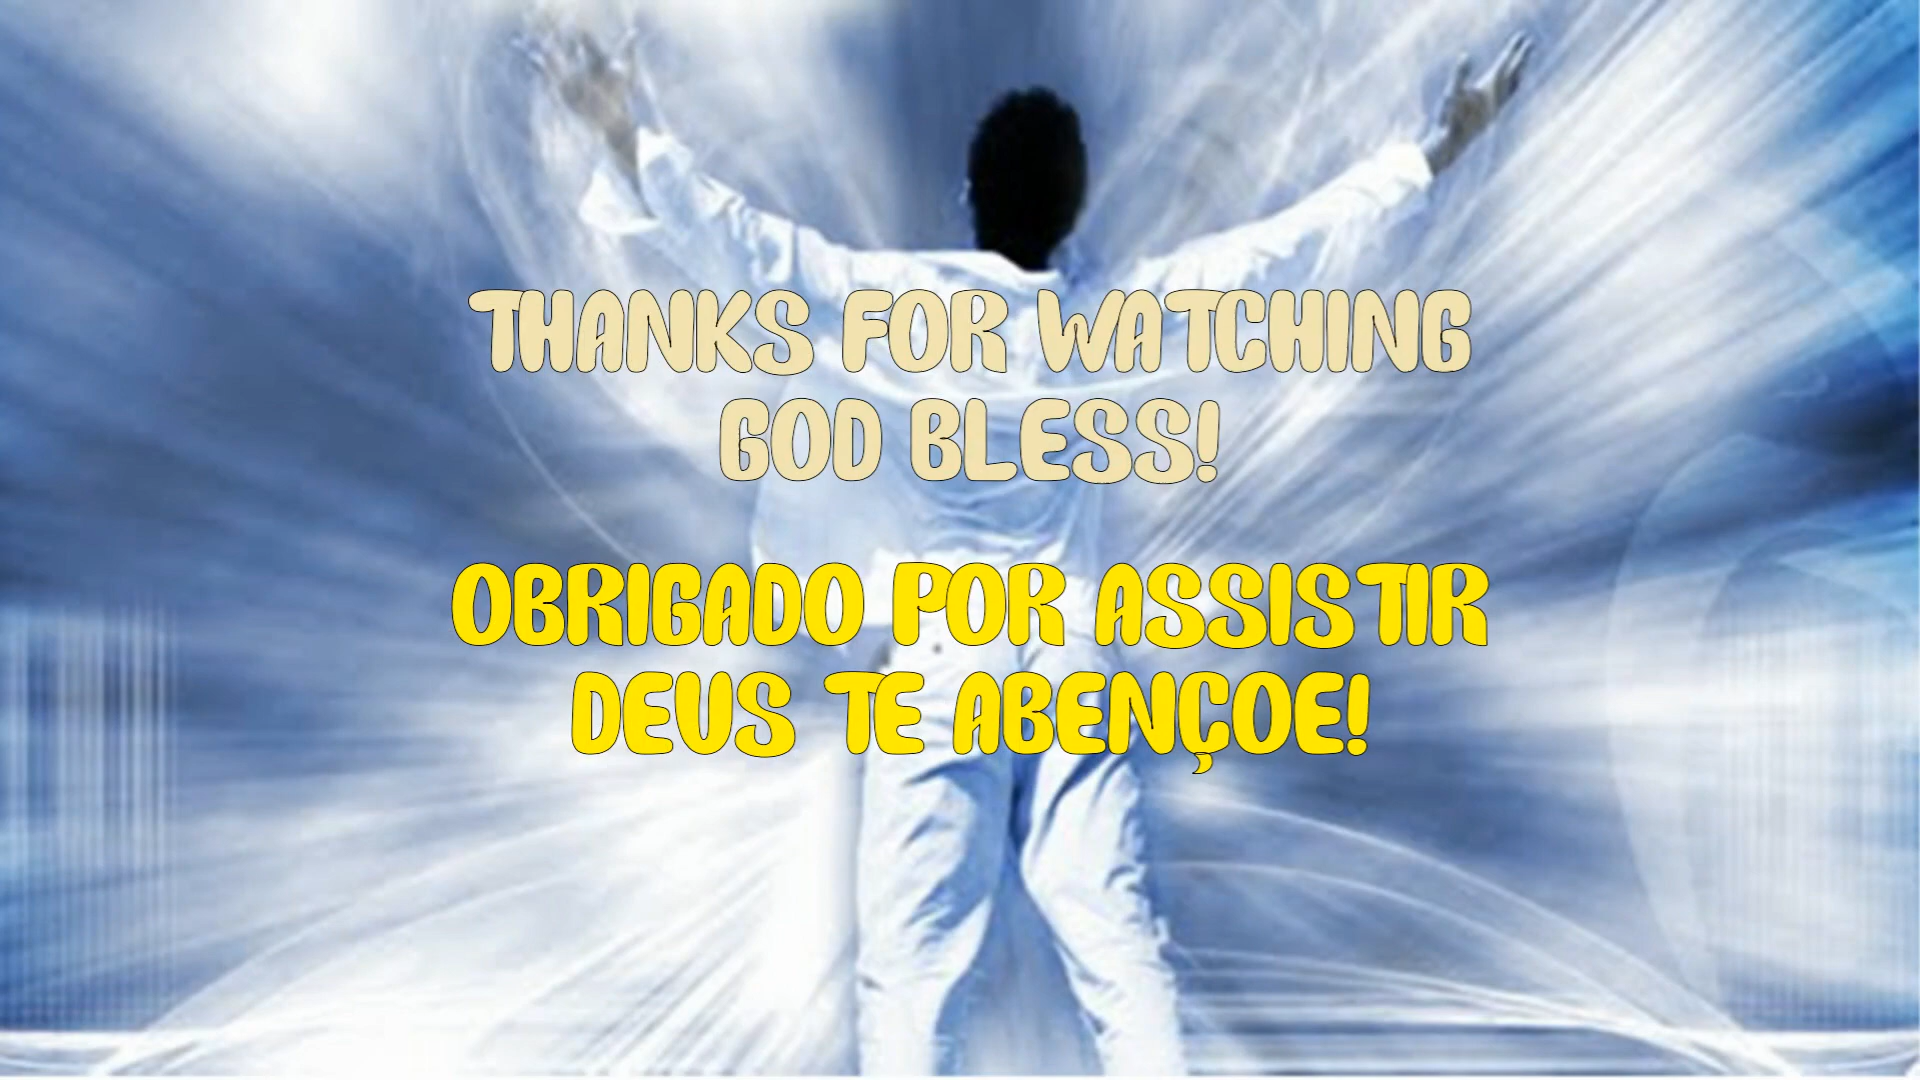 THANKS FOR WATCHING
GOD BLESS!
OBRIGADO POR ASSISTIR
DEUS TE ABENÇOE!